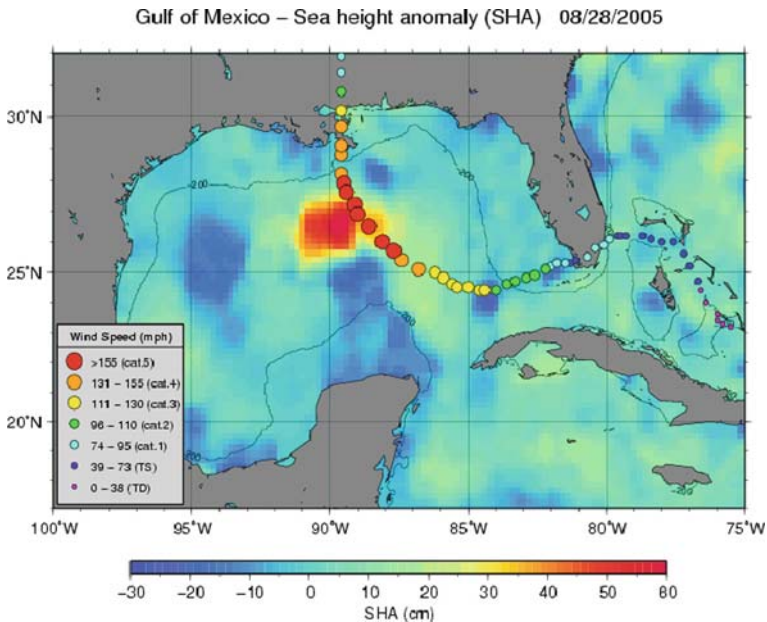 Gulf of Mexico – Sea height anomaly (SHA) 08/28/2005
30°N
25°N
20°N
-200
-200
Wind Speed (mph)
>155 (cat.5)
131 – 155 (cat.4)
111 – 130 (cat.3)
96 – 110 (cat.2)
74 – 95 (cat.1)
39 – 73 (TS)
0 – 38 (TD)
100°W 95°W 90°W 85°W 80°W 75°W
−30 −20 −10 0 10 20 30 40 50 60
SHA (cm)